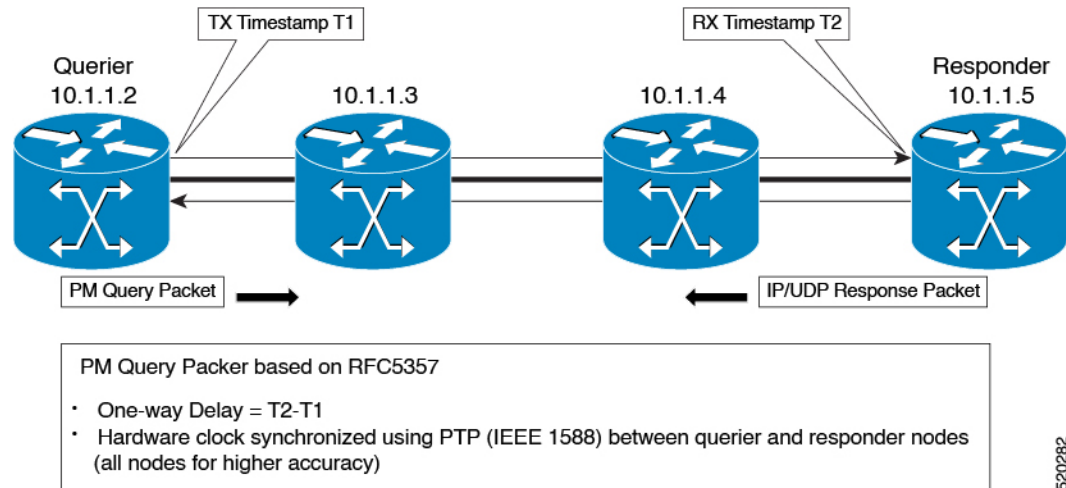 TX Timestamp T1
RX Timestamp T2
Querier
10.1.1.2
10.1.1.3
10.1.1.4
Responder
10.1.1.5
PM Query Packet
IP/UDP Response Packet
PM Query Packer based on RFC5357
· One-way Delay = T2-T1
· Hardware clock synchronized using PTP (IEEE 1588) between querier and responder nodes
(all nodes for higher accuracy)
520282